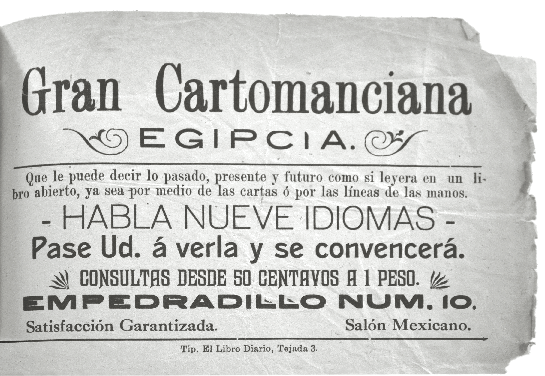 Gran Cartomanciana
EGIPCIA.
Que le puede decir lo pasado, presente y futuro como si leyera en un li-
bro abierto, ya sea por medio de las cartas ó por las líneas de las manos.
- HABLA NUEVE IDIOMAS -
Pase Ud. á verla y se convencerá.
CONSULTAS DESDE 50 CENTAVOS A 1 PESO.
EMPEDRADILLO NUM. 10.
Satisfacción Garantizada. Salón Mexicano.
Tip. El Libro Diario, Tejada 3.